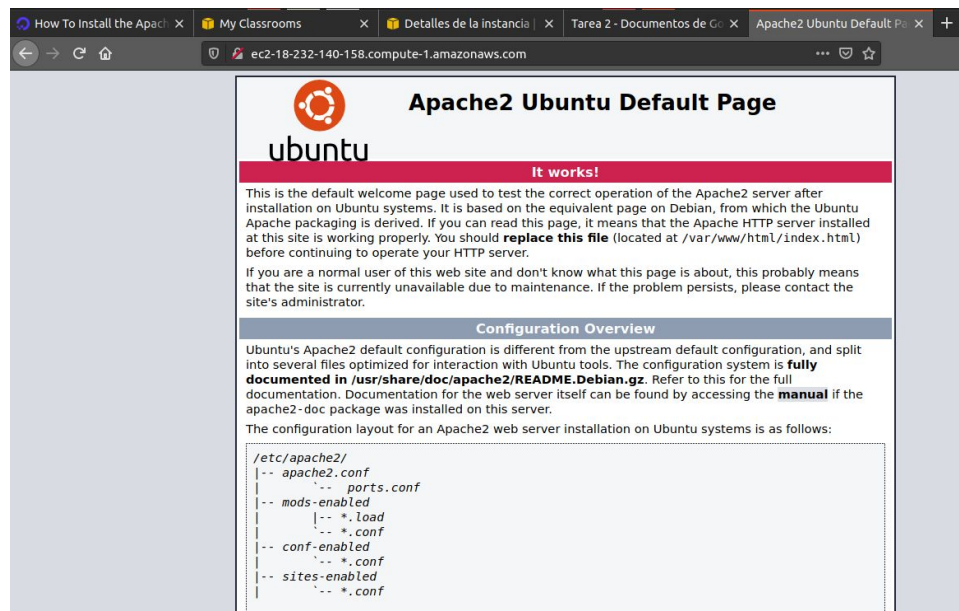 How To Install the Apach
My Classrooms
Detalles de la instancia |
Tarea 2 - Documentos de Go
Apache2 Ubuntu Default Pa
ec2-18-232-140-158.compute-1.amazonaws.com
ubuntu
Apache2 Ubuntu Default Page
It works!
This is the default welcome page used to test the correct operation of the Apache2 server after
installation on Ubuntu systems. It is based on the equivalent page on Debian, from which the Ubuntu
Apache packaging is derived. If you can read this page, it means that the Apache HTTP server installed
at this site is working properly. You should replace this file (located at /var/www/html/index.html)
before continuing to operate your HTTP server.
If you are a normal user of this web site and don't know what this page is about, this probably means
that the site is currently unavailable due to maintenance. If the problem persists, please contact the
site's administrator.
Configuration Overview
Ubuntu's Apache2 default configuration is different from the upstream default configuration, and split
into several files optimized for interaction with Ubuntu tools. The configuration system is fully
documented in /usr/share/doc/apache2/README.Debian.gz. Refer to this for the full
documentation. Documentation for the web server itself can be found by accessing the manual if the
apache2-doc package was installed on this server.
The configuration layout for an Apache2 web server installation on Ubuntu systems is as follows:
/etc/apache2/
|-- apache2.conf
|       `-- ports.conf
|-- mods-enabled
|       |-- *.load
|       `-- *.conf
|-- conf-enabled
|       `-- *.conf
|-- sites-enabled
|       `-- *.conf